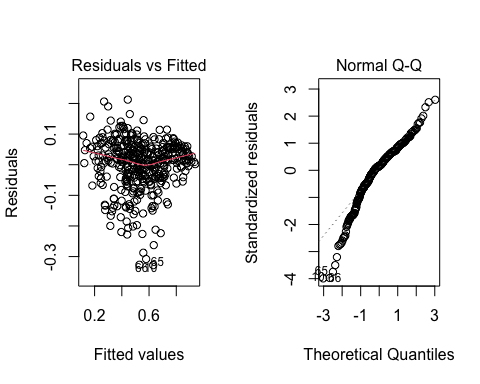 Residuals vs Fitted
Residuals
0.1
-0.1
-0.3
65
0.2
0.6
Fitted values
Normal Q-Q
Standardized residuals
3
2
0
-2
-4
-3
-1
1
3
Theoretical Quantiles